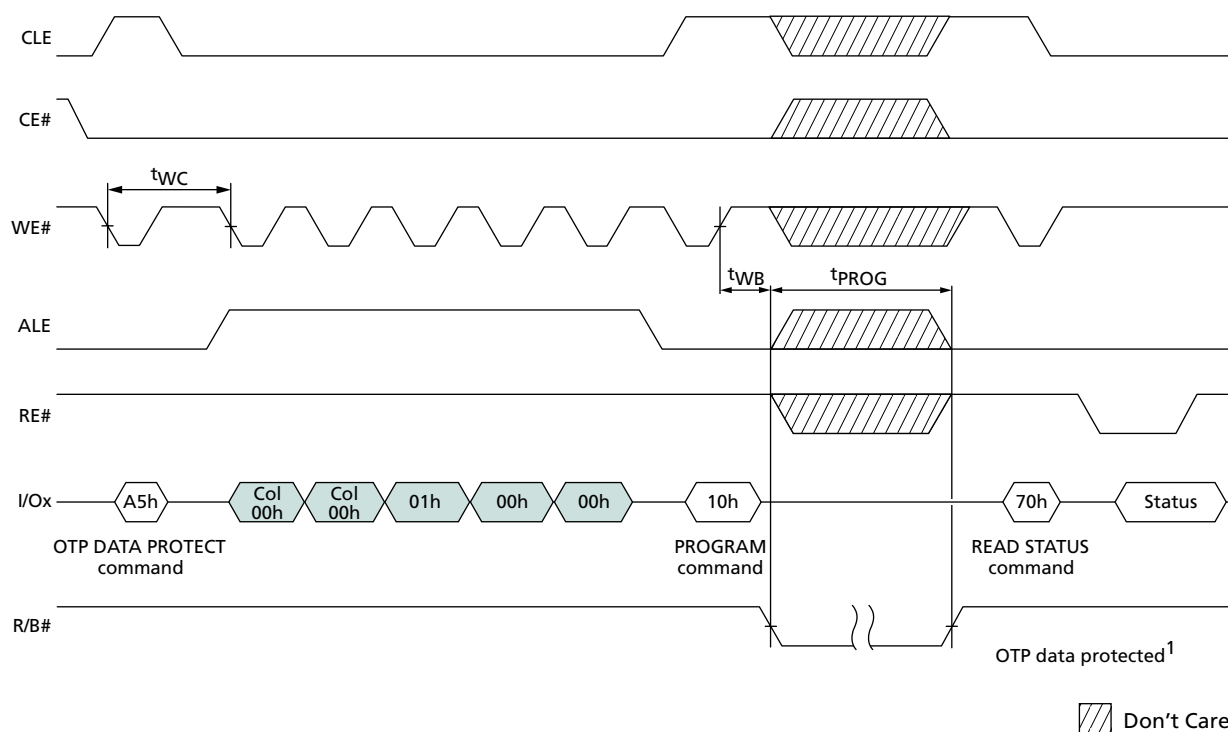 CLE
CE#
tWC
WE#
tWB
tPROG
ALE
RE#
I/Ox
A5h
Col
00h
Col
00h
01h
00h
00h
10h
70h
Status
OTP DATA PROTECT
command
PROGRAM
command
READ STATUS
command
R/B#
OTP data protected1
Don't Care